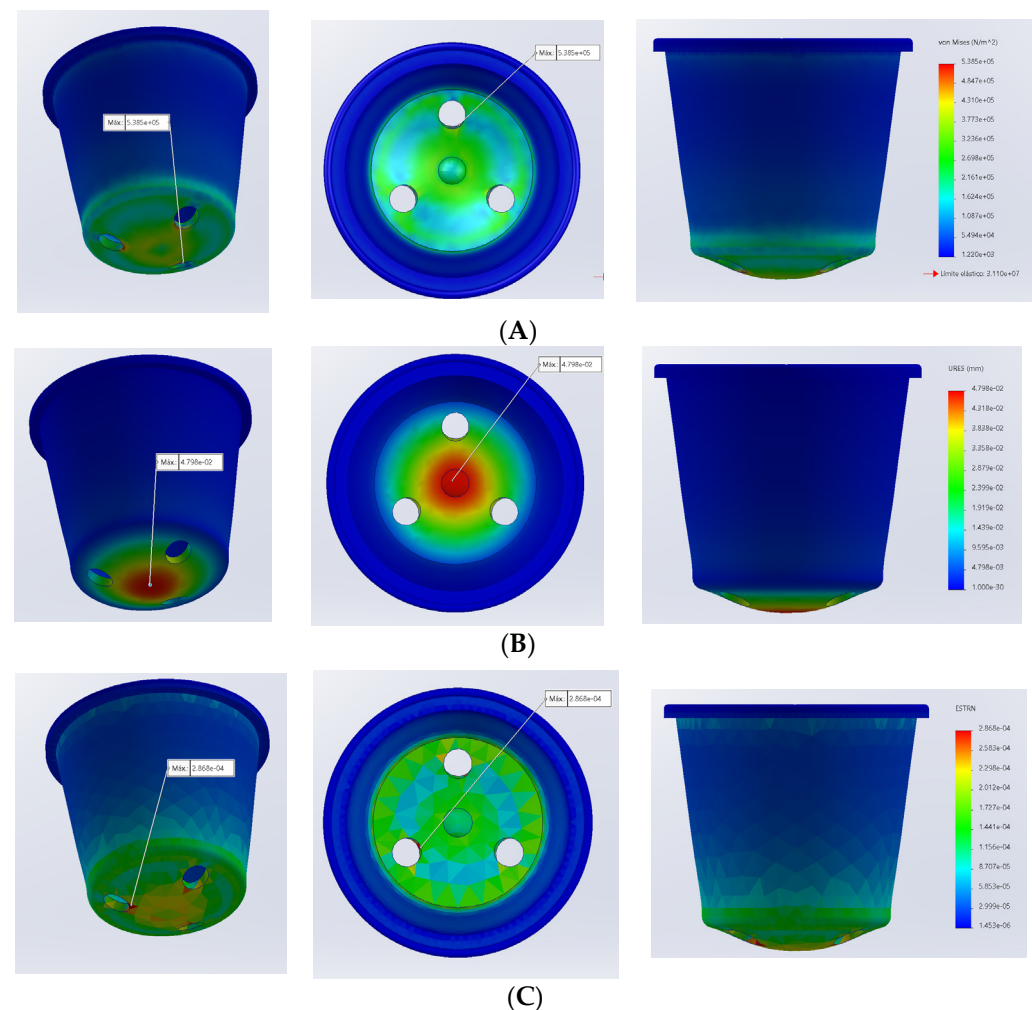 Máx.: 5.385e+05
Máx.: 5.385e+05
von Mises (N/m^2)
5.385e+05
4.847e+05
4.310e+05
3.773e+05
3.236e+05
2.698e+05
2.161e+05
1.624e+05
1.087e+05
5.494e+04
1.220e+03
Límite elástico: 3.110e+07
(A)
Máx.: 4.798e-02
Máx.: 4.798e-02
URES (mm)
4.798e-02
4.318e-02
3.838e-02
3.358e-02
2.879e-02
2.399e-02
1.919e-02
1.439e-02
9.595e-03
4.798e-03
1.000e-30
(B)
Máx.: 2.868e-04
Máx.: 2.868e-04
ESTRN
2.868e-04
2.583e-04
2.298e-04
2.012e-04
1.727e-04
1.441e-04
1.156e-04
8.707e-05
5.853e-05
2.999e-05
1.453e-06
(C)